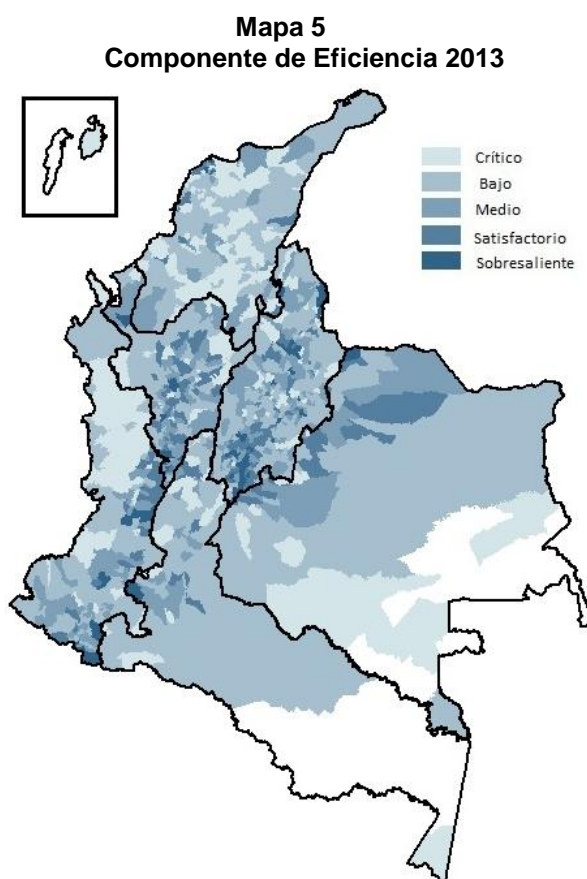 Mapa 5
Componente de Eficiencia 2013
Crítico
Bajo
Medio
Satisfactorio
Sobresaliente